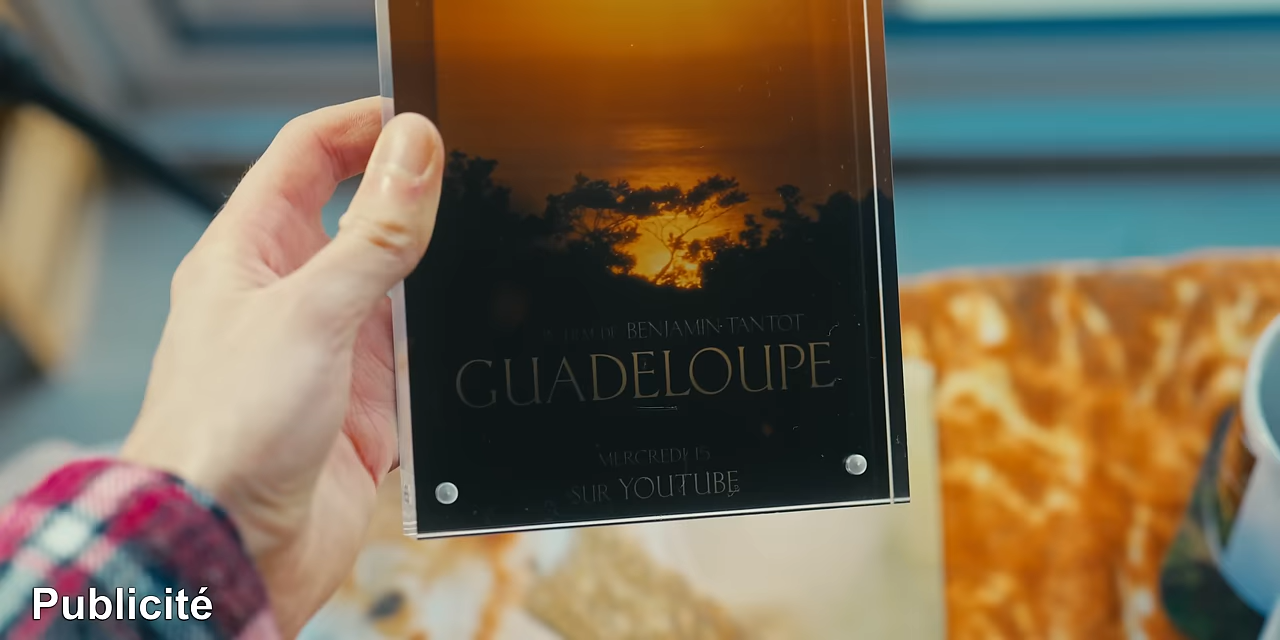 UN FILM DE BENJAMIN TANTOT
GUADELOUPE
MERCREDI 15
SUR YOUTUBE
Publicité